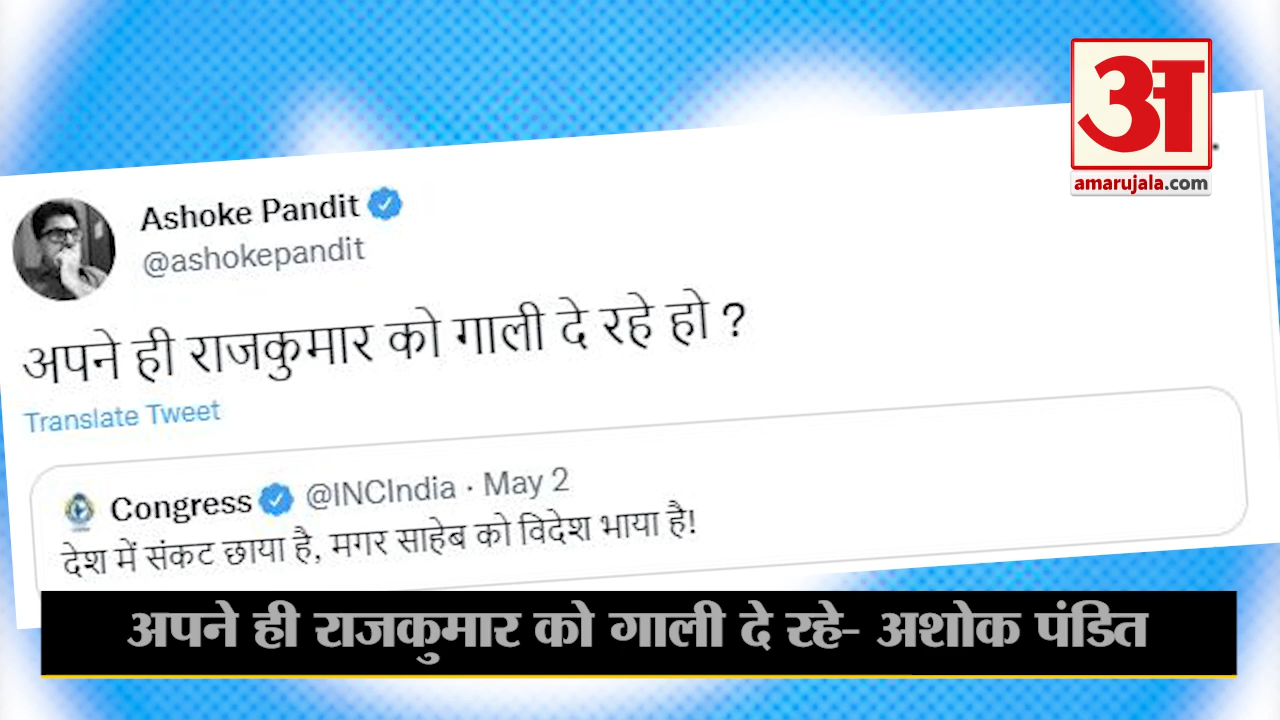 अ
amarujala.com
Ashoke Pandit
@ashokepandit
अपने ही राजकुमार को गाली दे रहे हो ?
Translate Tweet
Congress @INCIndia · May 2
देश में संकट छाया है, मगर साहेब को विदेश भाया है!
अपने ही राजकुमार को गाली दे रहे- अशोक पंडित